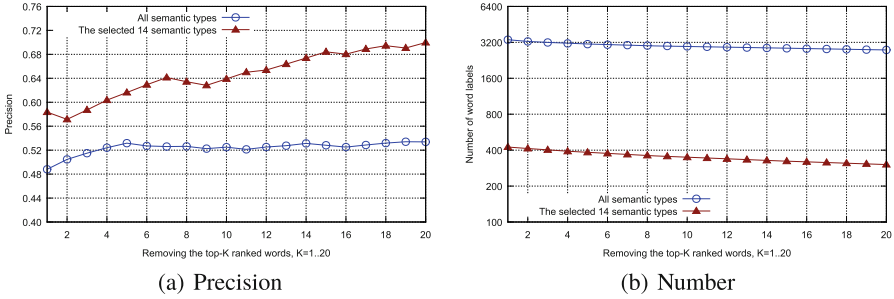 All semantic types
The selected 14 semantic types
Precision
0.76
0.72
0.68
0.64
0.60
0.56
0.52
0.48
0.44
0.40
2 4 6 8 10 12 14 16 18 20
Removing the top-K ranked words, K=1..20
(a) Precision
Number of word labels
6400
3200
1600
800
400
200
100
All semantic types
The selected 14 semantic types
2 4 6 8 10 12 14 16 18 20
Removing the top-K ranked words, K=1..20
(b) Number